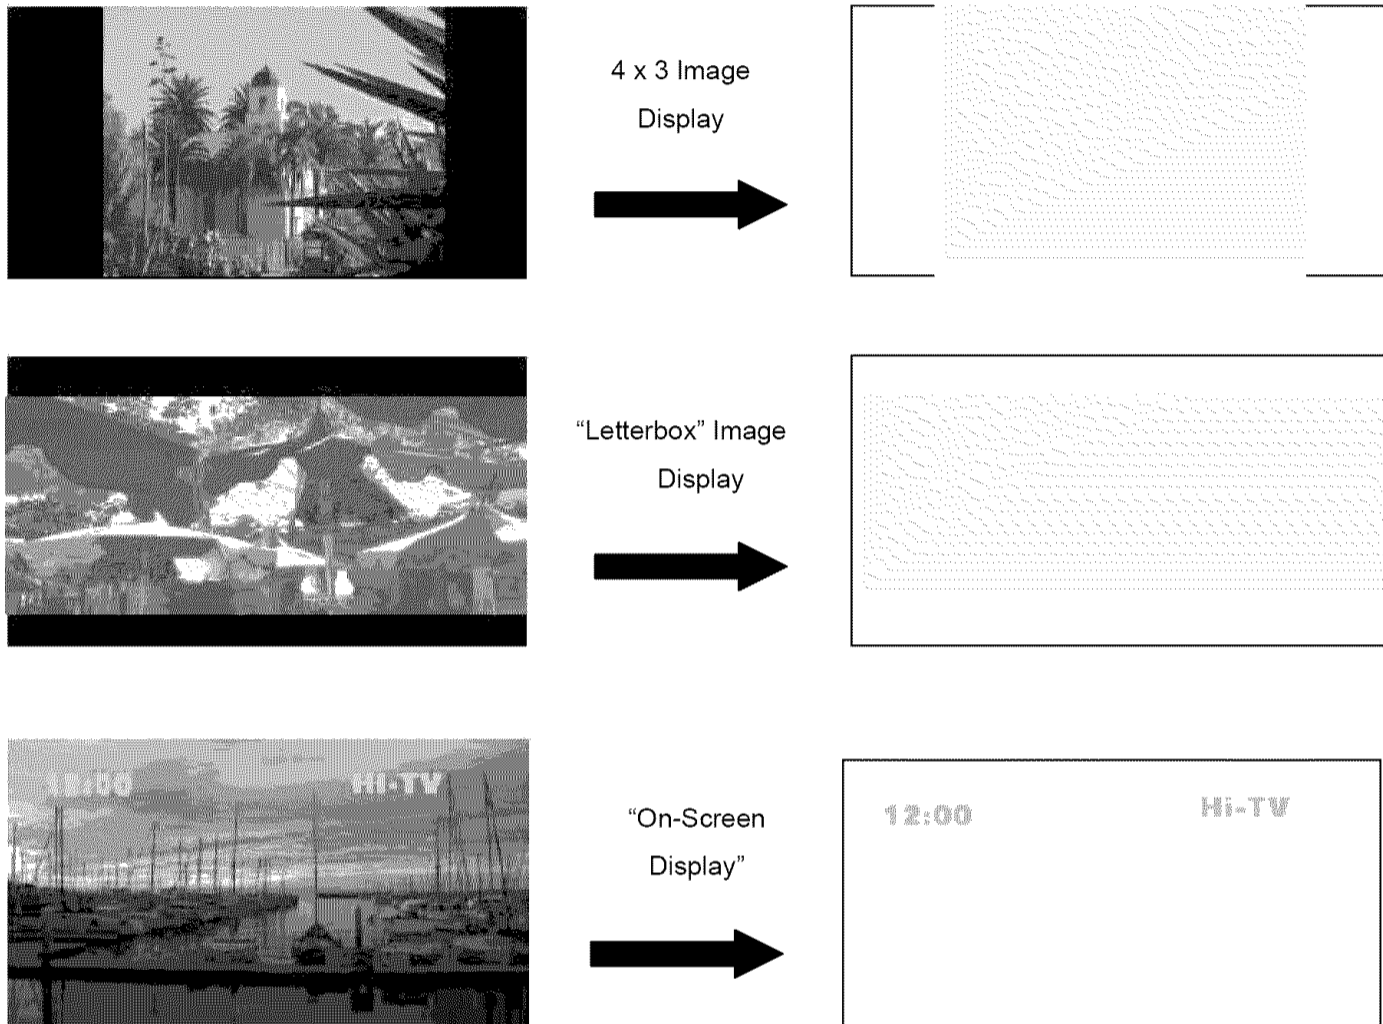 4 x 3 Image
Display
“Letterbox” Image
Display
12:00
HI-TV
“On-Screen
Display”
12:00
Hi-TV